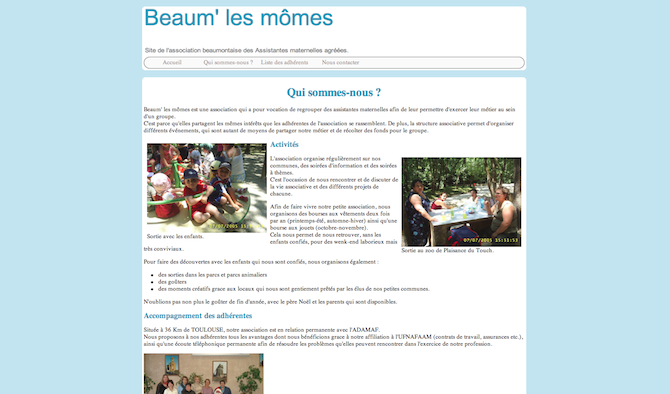 Beaum' les mômes
Site de l'association beaumontaise des Assistantes maternelles agréées.
Accueil Qui sommes-nous ? Liste des adhérents Nous contacter
Qui sommes-nous ?
Beaum' les mômes est une association qui a pour vocation de regrouper des assistantes maternelles afin de leur permettre d'exercer leur métier au sein
d'un groupe.
C'est parce qu'elles partagent les mêmes intérêts que les adhérentes de l'association se rassemblent. De plus, la structure associative permet d'organiser
différents évènements, qui sont autant de moyens de partager notre métier et de récolter des fonds pour le groupe.
Sortie avec les enfants.
Activités
L'association organise régulièrement sur nos
communes, des soirées d'information et des soirées
à thèmes.
C'est l'occasion de nous rencontrer et de discuter de
la vie associative et des différents projets de
chacune.
Afin de faire vivre notre petite association, nous
organisons des bourses aux vêtements deux fois
par an (printemps-été, automne-hiver) ainsi qu'une
bourse aux jouets (octobre-novembre).
Cela nous permet de nous retrouver, sans les
enfants confiés, pour des week-end laborieux mais
très conviviaux.
07/07/2005 15:13:53
Sortie au zoo de Plaisance du Touch.
Pour faire des découvertes avec les enfants qui nous sont confiés, nous organisons également :
• des sorties dans les parcs et parcs animaliers
• des goûters
• des moments créatifs grace aux locaux qui nous sont gentiement prêtés par les élus de nos petites communes.
N'oublions pas non plus le goûter de fin d'année, avec le père Noël et les parents qui sont disponibles.
Accompagnement des adhérentes
Située à 36 Km de TOULOUSE, notre association est en relation permanente avec l'ADAMAF.
Nous proposons à nos adhérentes tous les avantages dont nous bénéficions grace à notre affiliation à l'UFNAFAAM (contrats de travail, assurances etc.),
ainsi qu'une écoute téléphonique permanente afin de résoudre les problèmes qu'elles peuvent rencontrer dans l'exercice de notre profession.